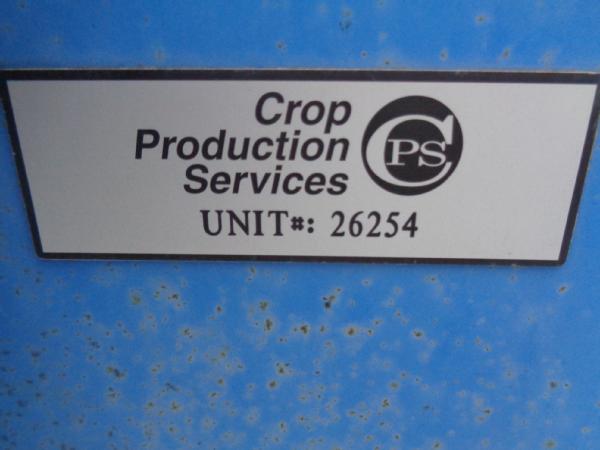 Crop
Production
Services
CPS
UNIT#: 26254